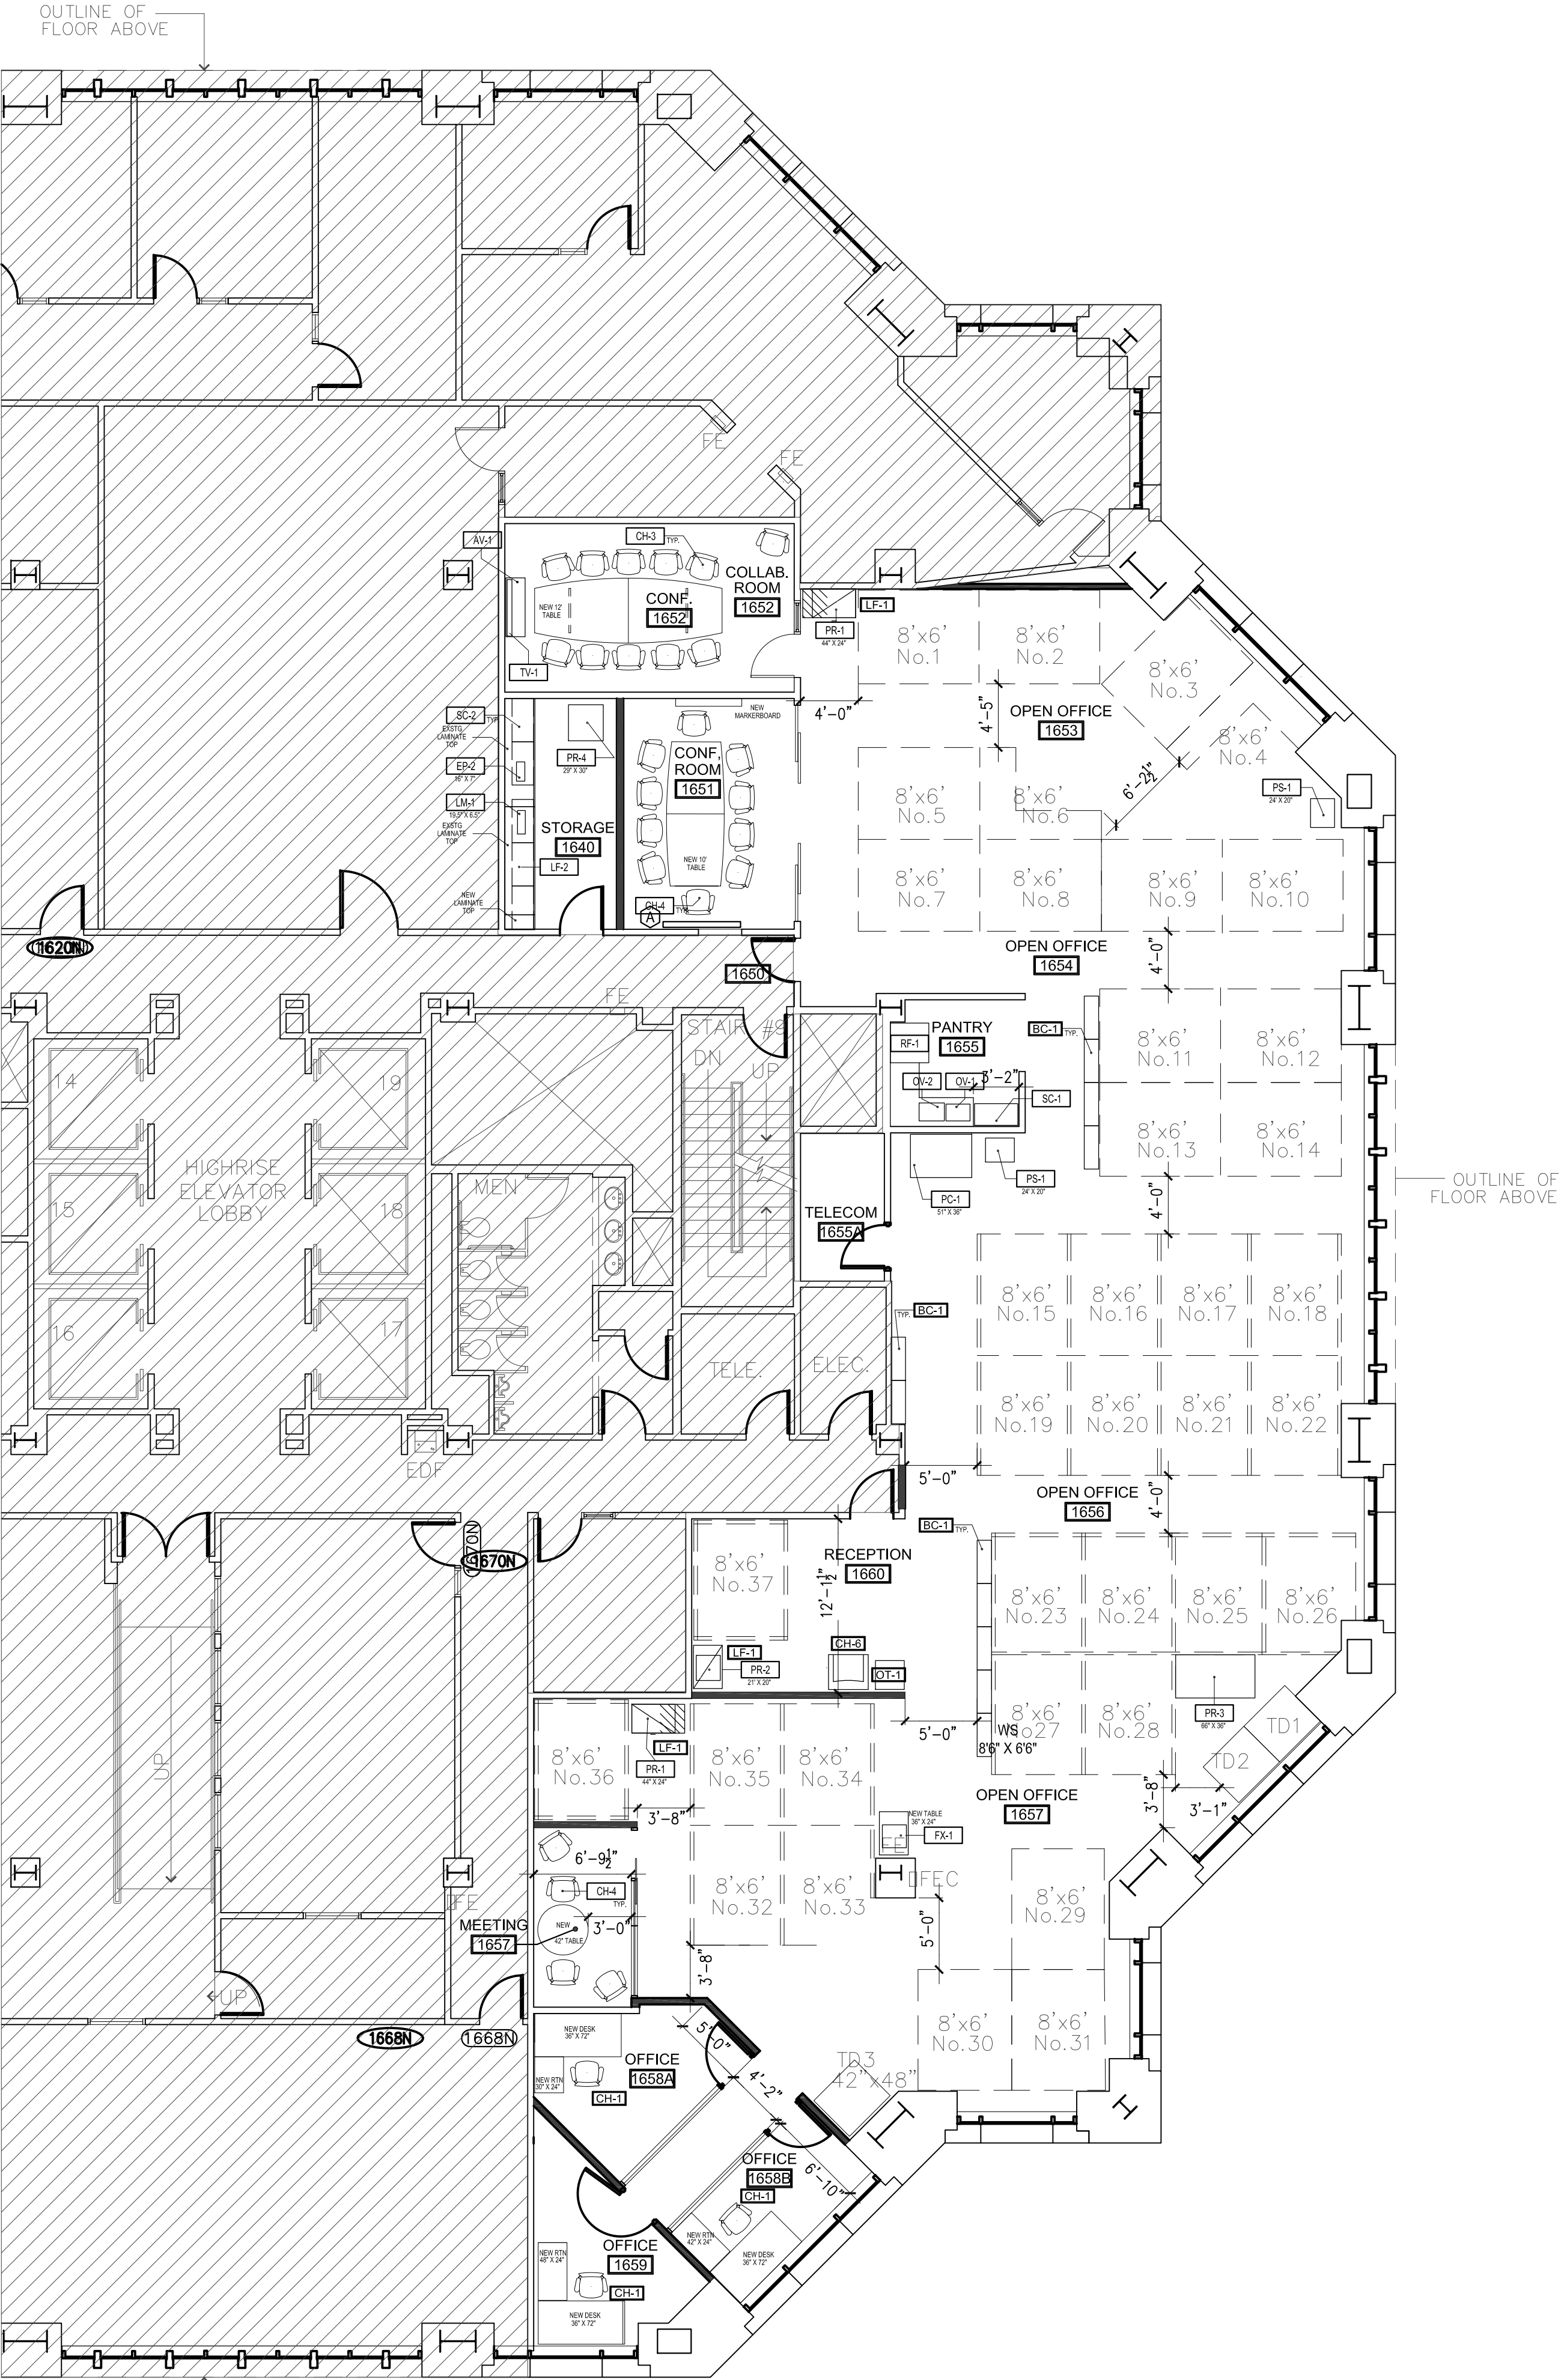 OUTLINE OF
FLOOR ABOVE
FE
FE
AV-1
CH-3
TYP.
COLLAB.
ROOM
1652
CONF.
1652
NEW 12'
TABLE
TV-1
LF-1
PR-1
44" X 24"
8'x6'
No.1
8'x6'
No.2
8'x6'
No.3
8'x6'
No.4
4'-0"
4'-5"
OPEN OFFICE
1653
6'-2½"
PS-1
24' X 20"
SC-2
TYP.
EXSTG
LAMINATE
TOP
EP-2
16" X 7"
LM-1
19.5" X 6.5"
EXSTG
LAMINATE
TOP
PR-4
29" X 30"
STORAGE
1640
LF-2
NEW
LAMINATE
TOP
NEW
MARKERBOARD
CONF.
ROOM
1651
NEW 10'
TABLE
CH-4
TYP.
A
8'x6'
No.5
8'x6'
No.6
8'x6'
No.7
8'x6'
No.8
8'x6'
No.9
8'x6'
No.10
1620N
1650
OPEN OFFICE
1654
4'-0"
FE
STAIR #9
DN
UP
PANTRY
1655
RF-1
OV-2
OV-1
3'-2"
SC-1
BC-1
TYP.
8'x6'
No.11
8'x6'
No.12
8'x6'
No.13
8'x6'
No.14
14
19
15
18
16
17
HIGHRISE
ELEVATOR
LOBBY
MEN
PC-1
51" X 36"
PS-1
24' X 20"
TELECOM
1655A
4'-0"
OUTLINE OF
FLOOR ABOVE
TYP.
BC-1
8'x6'
No.15
8'x6'
No.16
8'x6'
No.17
8'x6'
No.18
TELE.
ELEC.
8'x6'
No.19
8'x6'
No.20
8'x6'
No.21
8'x6'
No.22
EDF
5'-0"
OPEN OFFICE
1656
4'-0"
BC-1
TYP.
1670N
1670N
8'x6'
No.37
RECEPTION
1660
12'-1½"
8'x6'
No.23
8'x6'
No.24
8'x6'
No.25
8'x6'
No.26
LF-1
PR-2
21' X 20"
CH-6
OT-1
UP
5'-0"
8'x6
No27
WS
8'6" X 6'6"
8'x6'
No.28
PR-3
66" X 36"
TD1
TD2
8'x6'
No.36
LF-1
PR-1
44" X 24"
8'x6'
No.35
8'x6'
No.34
3'-8"
OPEN OFFICE
1657
3'-8"
3'-1"
NEW TABLE
36" X 24"
FX-1
FE
FEC
6'-9½"
CH-4
TYP.
8'x6'
No.32
8'x6'
No.33
8'x6'
No.29
FE
MEETING
1657
NEW
42" TABLE
3'-0"
3'-8"
5'-0"
UP
1668N
1668N
NEW DESK
36" X 72"
5'-0"
OFFICE
1658A
NEW RTN
30" X 24"
CH-1
4'-2"
TD3
42"x48"
8'x6'
No.30
8'x6'
No.31
OFFICE
1658B
CH-1
6'-10"
NEW RTN
42" X 24"
NEW DESK
36" X 72"
OFFICE
1659
NEW RTN
48" X 24"
CH-1
NEW DESK
36" X 72"